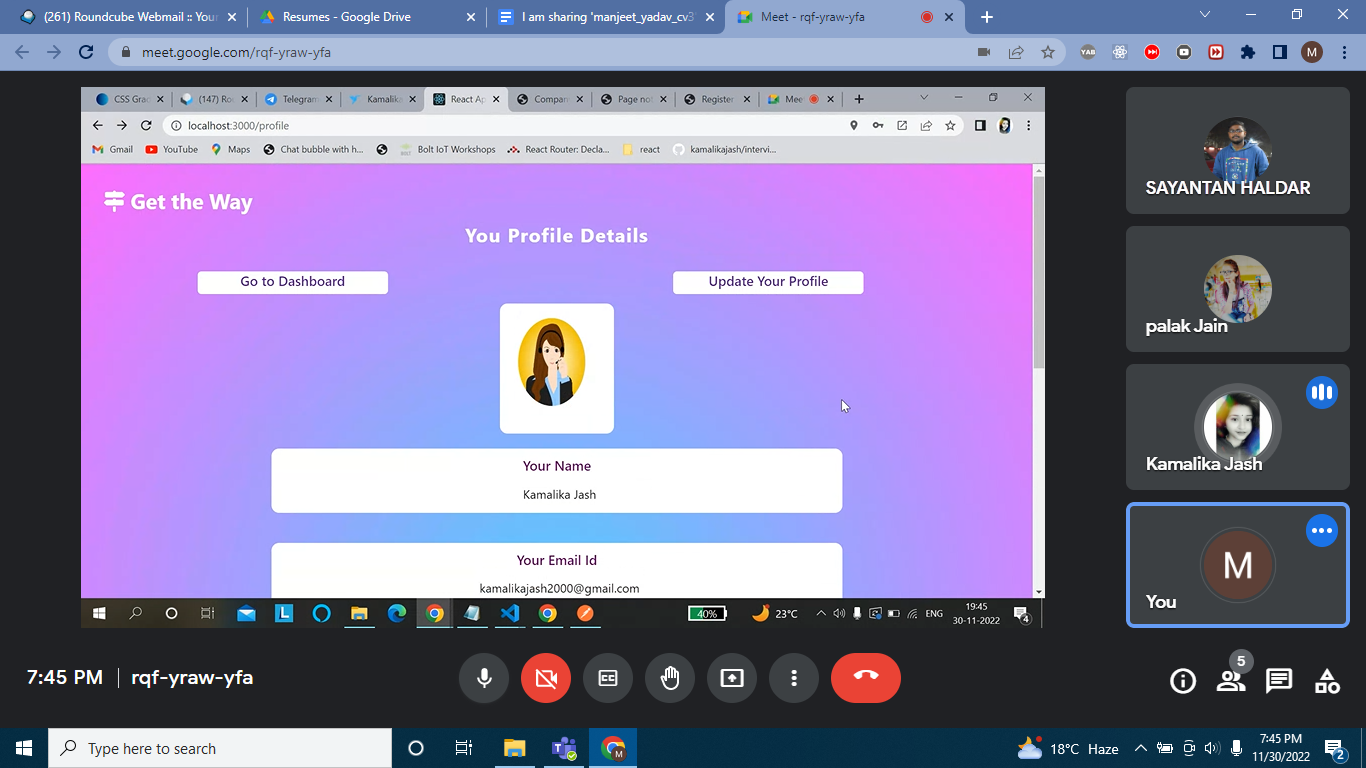 (261) Roundcube Webmail :: Your
Resumes - Google Drive
I am sharing 'manjeet_yadav_cv3
Meet - rqf-yraw-yfa
meet.google.com/rqf-yraw-yfa
YAB
M
CSS Grad
(147) Ro
Telegram
Kamalika
React Ap
Compan
Page not
Register
Mee
localhost:3000/profile
Gmail
YouTube
Maps
Chat bubble with h...
Bolt IoT Workshops
React Router: Decla...
react
kamalikajash/intervi...
Get the Way
You Profile Details
Go to Dashboard
Update Your Profile
Your Name
Kamalika Jash
Your Email Id
kamalikajash2000@gmail.com
L
40%
23°C
ENG
19:45
30-11-2022
4
SAYANTAN HALDAR
palak Jain
Kamalika Jash
M
You
7:45 PM
rqf-yraw-yfa
CC
5
Type here to search
M
18°C Haze
7:45 PM
11/30/2022
2